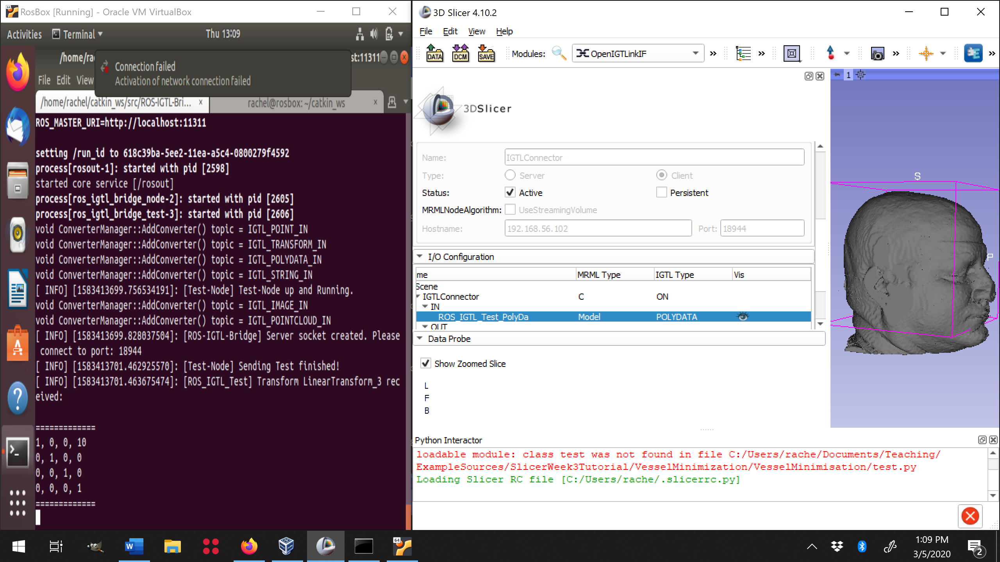 RosBox [Running] - Oracle VM VirtualBox
Activities
Terminal
Thu 13:09
/home/ra
st:11311
Connection failed
Activation of network connection failed
File Edit View
/home/rachel/catkin_ws/src/ROS-IGTL-Bri... ×
rachel@rosbox: ~/catkin_ws ×
ROS_MASTER_URI=http://localhost:11311
setting /run_id to 618c39ba-5ee2-11ea-a5c4-0800279f4592
process[rosout-1]: started with pid [2598]
started core service [/rosout]
process[ros_igtl_bridge_node-2]: started with pid [2605]
process[ros_igtl_bridge_test-3]: started with pid [2606]
void ConverterManager::AddConverter() topic = IGTL_POINT_IN
void ConverterManager::AddConverter() topic = IGTL_TRANSFORM_IN
void ConverterManager::AddConverter() topic = IGTL_POLYDATA_IN
void ConverterManager::AddConverter() topic = IGTL_STRING_IN
[ INFO] [1583413699.756534191]: [Test-Node] Test-Node up and Running.
void ConverterManager::AddConverter() topic = IGTL_IMAGE_IN
void ConverterManager::AddConverter() topic = IGTL_POINTCLOUD_IN
[ INFO] [1583413699.828037504]: [ROS-IGTL-Bridge] Server socket created. Please
connect to port: 18944
[ INFO] [1583413701.462925570]: [Test-Node] Sending Test finished!
[ INFO] [1583413701.463675474]: [ROS_IGTL_Test] Transform LinearTransform_3 rec
eived:
=============
1, 0, 0, 10
0, 1, 0, 0
0, 0, 1, 0
0, 0, 0, 1
=============
3D Slicer 4.10.2
File Edit View Help
DATA
DCM
SAVE
Modules:
OpenIGTLinkIF
1
3DSlicer
Name: IGTLConnector
Type: Server Client
Status: Active Persistent
MRMLNodeAlgorithm: UseStreamingVolume
Hostname: 192.168.56.102 Port: 18944
I/O Configuration
me MRML Type IGTL Type Vis
Scene
IGTLConnector C ON
IN
ROS_IGTL_Test_PolyDa Model POLYDATA
OUT
Data Probe
Show Zoomed Slice
L
F
B
S
P
Python Interactor
loadable module: class test was not found in file C:/Users/rache/Documents/Teaching/
ExampleSources/SlicerWeek3Tutorial/VesselMinimization/VesselMinimisation/test.py
Loading Slicer RC file [C:/Users/rache/.slicerrc.py]
W
64
1:09 PM
3/5/2020
2